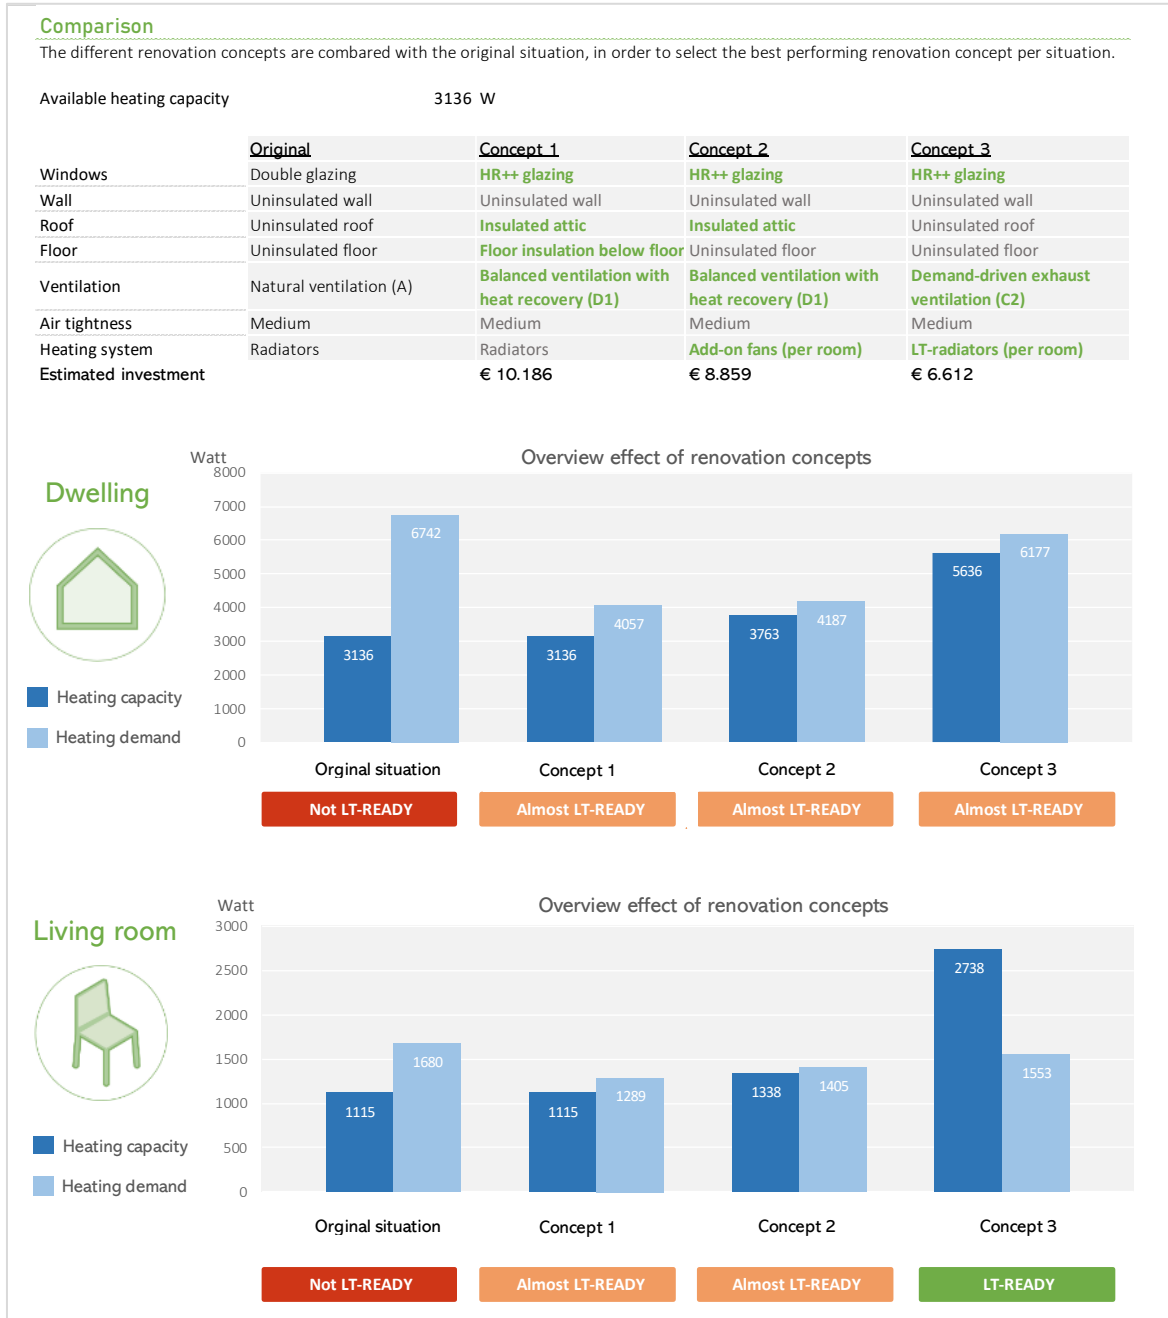 Comparison
The different renovation concepts are combared with the original situation, in order to select the best performing renovation concept per situation.
Available heating capacity 3136 W
Original Concept 1 Concept 2 Concept 3
Windows Double glazing HR++ glazing HR++ glazing HR++ glazing
Wall Uninsulated wall Uninsulated wall Uninsulated wall Uninsulated wall
Roof Uninsulated roof Insulated attic Insulated attic Uninsulated roof
Floor Uninsulated floor Floor insulation below floor Uninsulated floor Uninsulated floor
Ventilation Natural ventilation (A) Balanced ventilation with heat recovery (D1) Balanced ventilation with heat recovery (D1) Demand-driven exhaust ventilation (C2)
Air tightness Medium Medium Medium Medium
Heating system Radiators Radiators Add-on fans (per room) LT-radiators (per room)
Estimated investment € 10.186 € 8.859 € 6.612
Dwelling
Heating capacity
Heating demand
Watt
Overview effect of renovation concepts
8000
7000
6000
5000
4000
3000
2000
1000
0
3136 6742 3136 4057 3763 4187 5636 6177
Orginal situation Concept 1 Concept 2 Concept 3
Not LT-READY Almost LT-READY Almost LT-READY Almost LT-READY
Living room
Heating capacity
Heating demand
Watt
Overview effect of renovation concepts
3000
2500
2000
1500
1000
500
0
1115 1680 1115 1289 1338 1405 2738 1553
Orginal situation Concept 1 Concept 2 Concept 3
Not LT-READY Almost LT-READY Almost LT-READY LT-READY